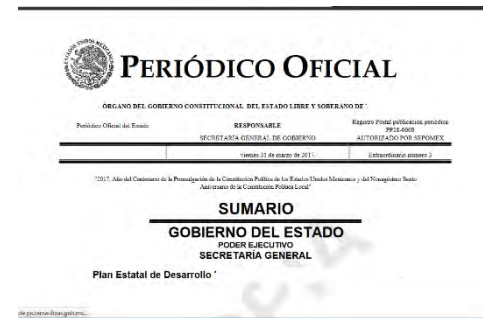 PERIÓDICO OFICIAL
ÓRGANO DEL GOBIERNO CONSTITUCIONAL DEL ESTADO LIBRE Y SOBERANO DE
Periódico Oficial del Estado
RESPONSABLE
SECRETARÍA GENERAL DE GOBIERNO
Registro Postal publicación periódica
PP28-0009
AUTORIZADO POR SEPOMEX
viernes 31 de marzo de 2017.
Extraordinario número 3
"2017, Año del Centenario de la Promulgación de la Constitución Política de los Estados Unidos Mexicanos y del Nonagésimo Sexto
Aniversario de la Constitución Política Local"
SUMARIO
GOBIERNO DEL ESTADO
PODER EJECUTIVO
SECRETARÍA GENERAL
Plan Estatal de Desarrollo